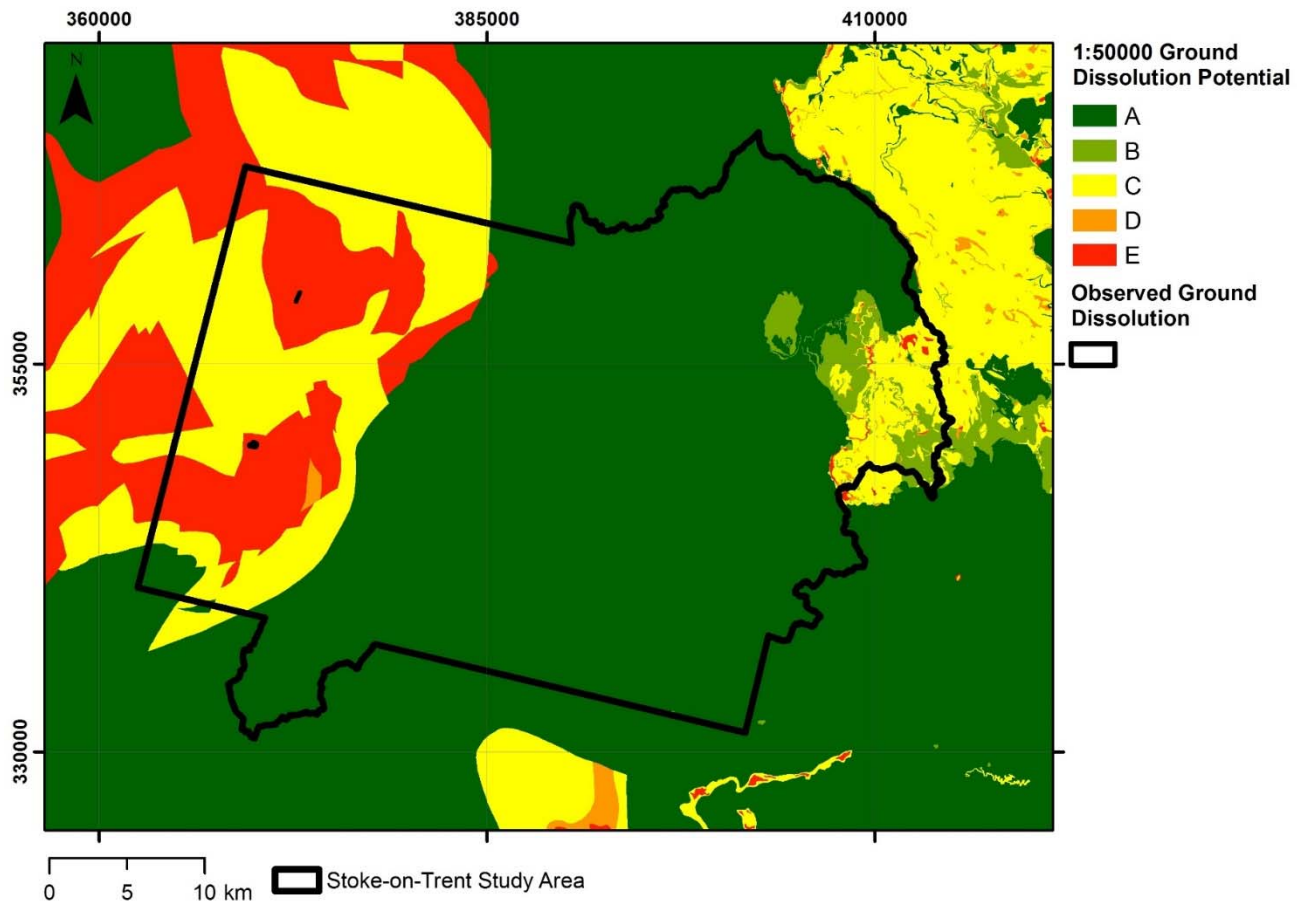 360000
385000
410000
N
355000
330000
1:50000 Ground
Dissolution Potential
A
B
C
D
E
Observed Ground
Dissolution
0 5 10 km
Stoke-on-Trent Study Area